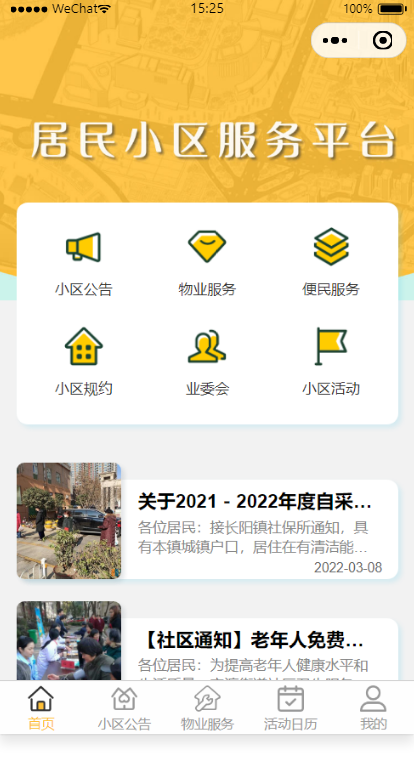 WeChat 15:25 100%
居民小区服务平台
小区公告 物业服务 便民服务
小区规约 业委会 小区活动
关于2021 - 2022年度自采...
各位居民：接长阳镇社保所通知，具
有本镇城镇户口，居住在有清洁能...
2022-03-08
【社区通知】老年人免费...
各位居民：为提高老年人健康水平和
首页 小区公告 物业服务 活动日历 我的